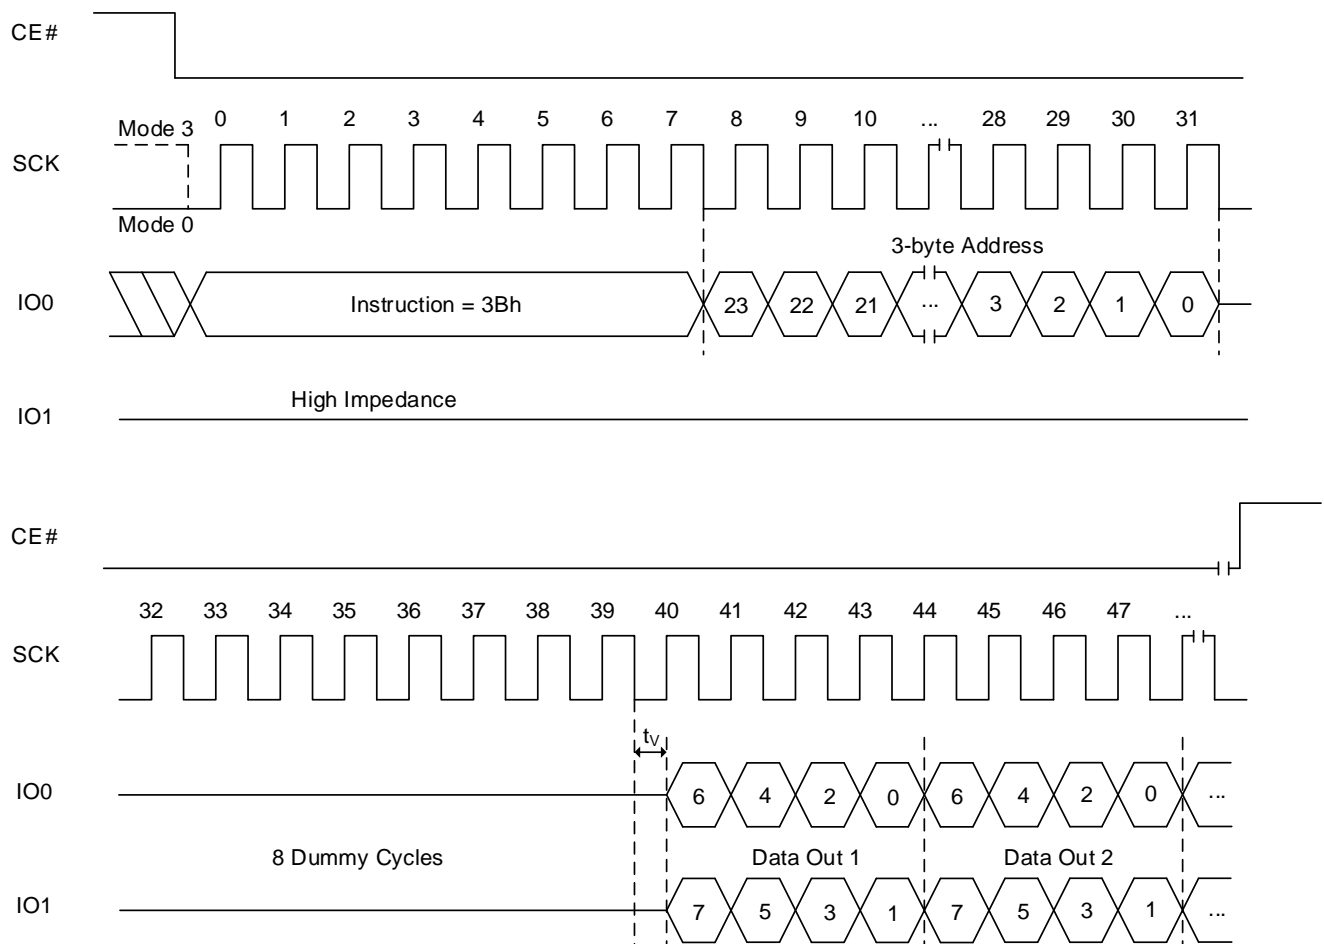 CE#
Mode 3 0 1 2 3 4 5 6 7 8 9 10 ... 28 29 30 31
SCK
Mode 0
3-byte Address
IO0 Instruction = 3Bh 23 22 21 ... 3 2 1 0
High Impedance
IO1
CE#
32 33 34 35 36 37 38 39 40 41 42 43 44 45 46 47 ...
SCK
tV
IO0 6 4 2 0 6 4 2 0 ...
8 Dummy Cycles Data Out 1 Data Out 2
IO1 7 5 3 1 7 5 3 1 ...